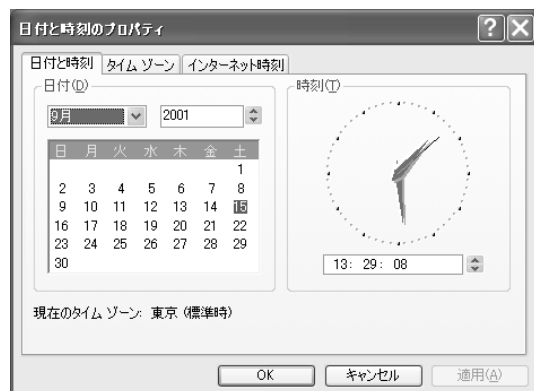 日付と時刻のプロパティ
日付と時刻 タイム ゾーン インターネット時刻
日付(D)
9月 2001
日 月 火 水 木 金 土
1
2 3 4 5 6 7 8
9 10 11 12 13 14 15
16 17 18 19 20 21 22
23 24 25 26 27 28 29
30
時刻(T)
13: 29: 08
現在のタイム ゾーン: 東京 (標準時)
OK キャンセル 適用(A)